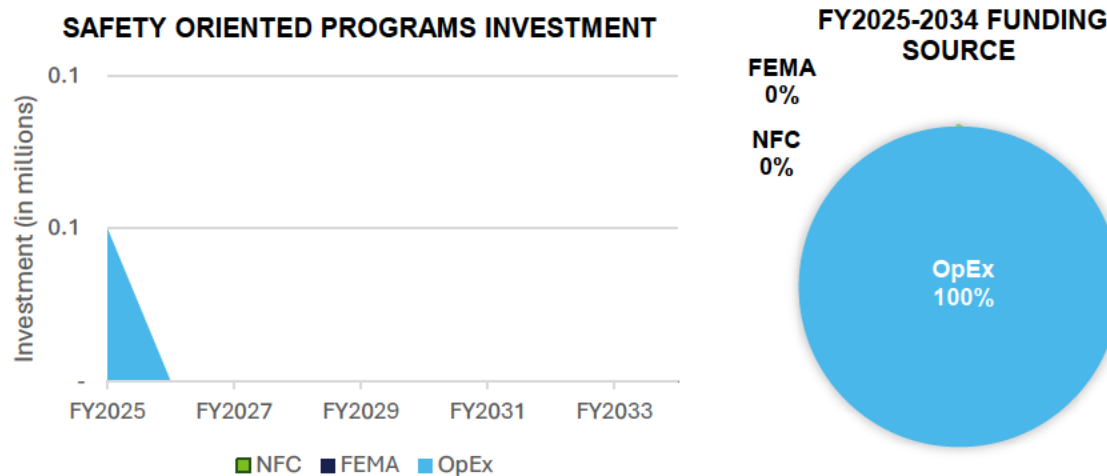 SAFETY ORIENTED PROGRAMS INVESTMENT
0.1
0.1
-
Investment (in millions)
FY2025
FY2027
FY2029
FY2031
FY2033
NFC
FEMA
OpEx
FY2025-2034 FUNDING
SOURCE
FEMA
0%
NFC
0%
OpEx
100%